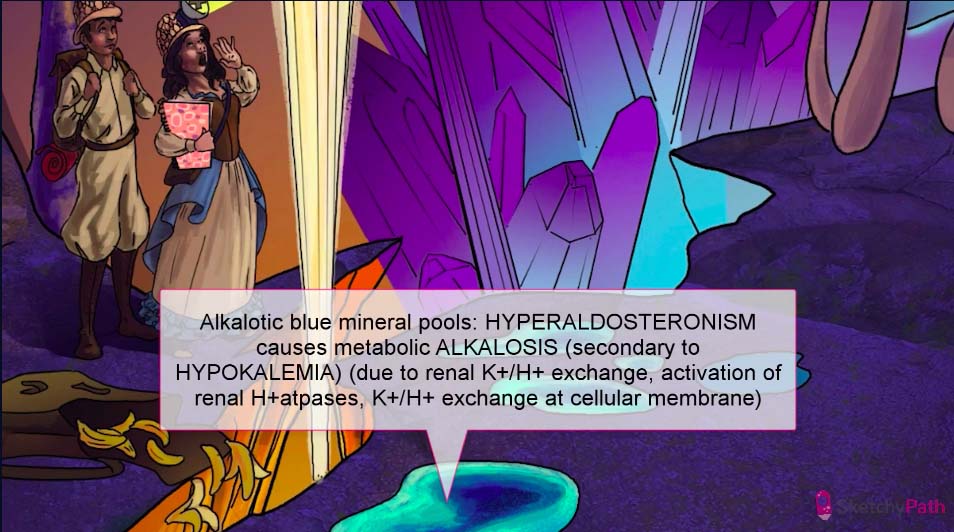 Alkalotic blue mineral pools: HYPERALDOSTERONISM
causes metabolic ALKALOSIS (secondary to
HYPOKALEMIA) (due to renal K+/H+ exchange, activation of
renal H+atpases, K+/H+ exchange at cellular membrane)
SketchyPath